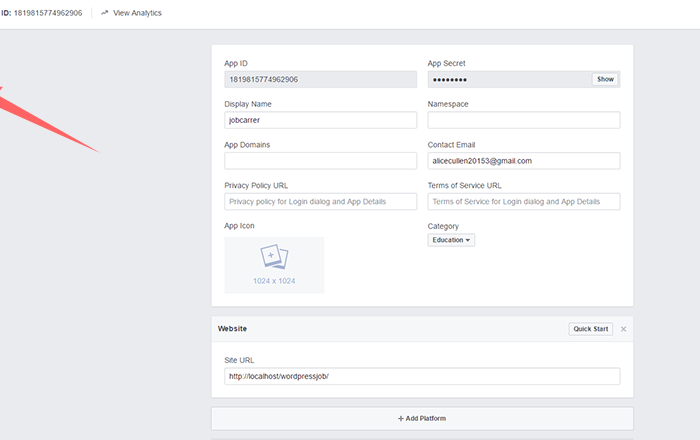 ID: 1819815774962906 View Analytics
App ID App Secret
1819815774962906 •••••••• Show
Display Name Namespace
jobcarrer
App Domains Contact Email
alicecullen20153@gmail.com
Privacy Policy URL Terms of Service URL
Privacy policy for Login dialog and App Details Terms of Service for Login dialog and App Details
App Icon Category
Education
1024 x 1024
Website Quick Start ×
Site URL
http://localhost/wordpressjob/
+ Add Platform